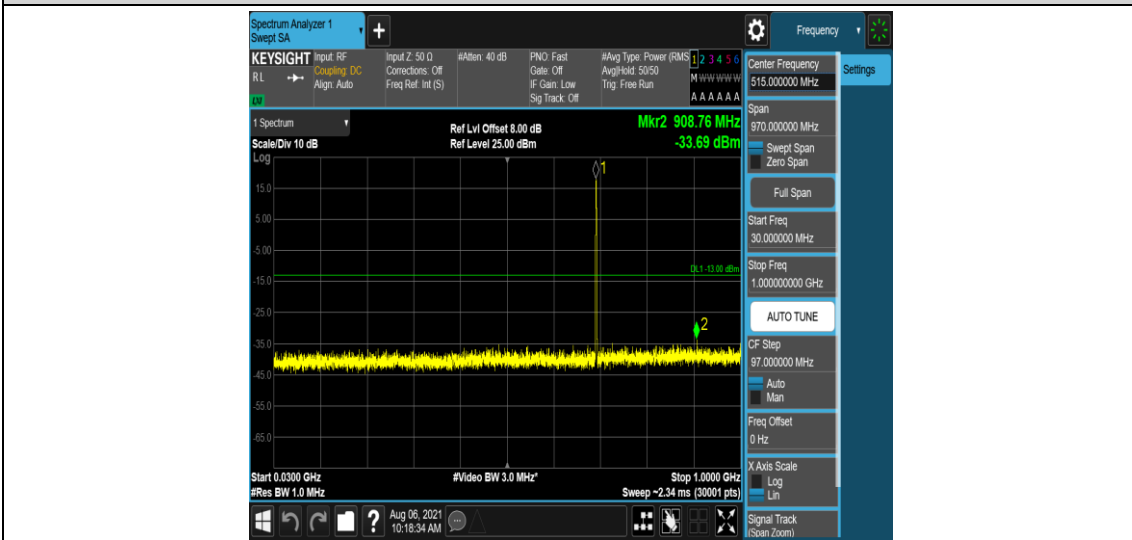 Spectrum Analyzer 1
Swept SA
+
Frequency
KEYSIGHT
RL
LXI
Input: RF
Coupling: DC
Align: Auto
Input Z: 50 Ω
Corrections: Off
Freq Ref: Int (S)
#Atten: 40 dB
PNO: Fast
Gate: Off
IF Gain: Low
Sig Track: Off
#Avg Type: Power (RMS
Avg|Hold: 50/50
Trig: Free Run
1 2 3 4 5 6
M W W W W W
A A A A A A
1 Spectrum
Scale/Div 10 dB
Log
Ref Lvl Offset 8.00 dB
Ref Level 25.00 dBm
Mkr2 908.76 MHz
-33.69 dBm
1
15.0
5.00
-5.00
DL1 -13.00 dBm
-15.0
-25.0
2
-35.0
-45.0
-55.0
-65.0
Start 0.0300 GHz
#Res BW 1.0 MHz
#Video BW 3.0 MHz*
Stop 1.0000 GHz
Sweep ~2.34 ms (30001 pts)
?
Aug 06, 2021
10:18:34 AM
Center Frequency
515.000000 MHz
Settings
Span
970.000000 MHz
Swept Span
Zero Span
Full Span
Start Freq
30.000000 MHz
Stop Freq
1.000000000 GHz
AUTO TUNE
CF Step
97.000000 MHz
Auto
Man
Freq Offset
0 Hz
X Axis Scale
Log
Lin
Signal Track
(Span Zoom)